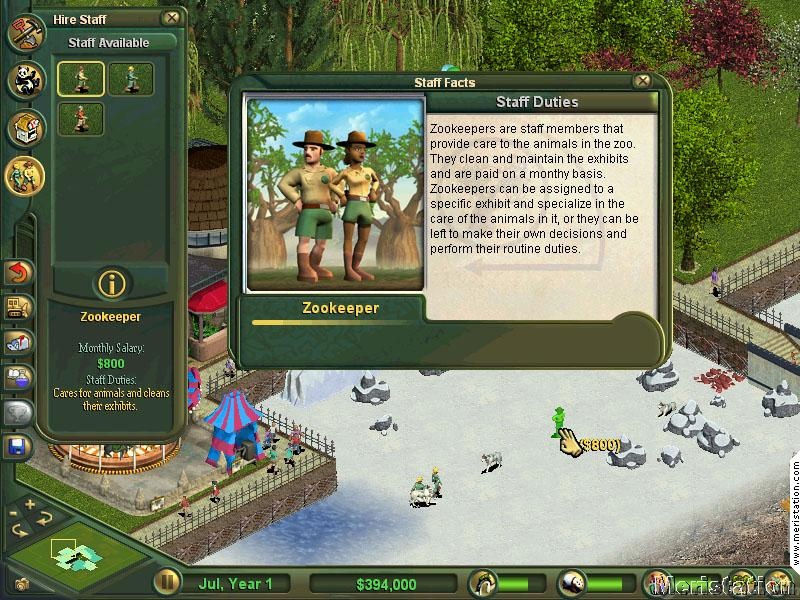 Hire Staff
Staff Available
Zookeeper
Monthly Salary:
$800
Staff Duties:
Cares for animals and cleans
their exhibits.
Staff Facts
Staff Duties
Zookeepers are staff members that
provide care to the animals in the zoo.
They clean and maintain the exhibits
and are paid on a monthy basis.
Zookeepers can be assigned to a
specific exhibit and specialize in the
care of the animals in it, or they can be
left to make their own decisions and
perform their routine duties.
Zookeeper
($800)
www.meristation.com
Jul, Year 1
$394,000
Meristation